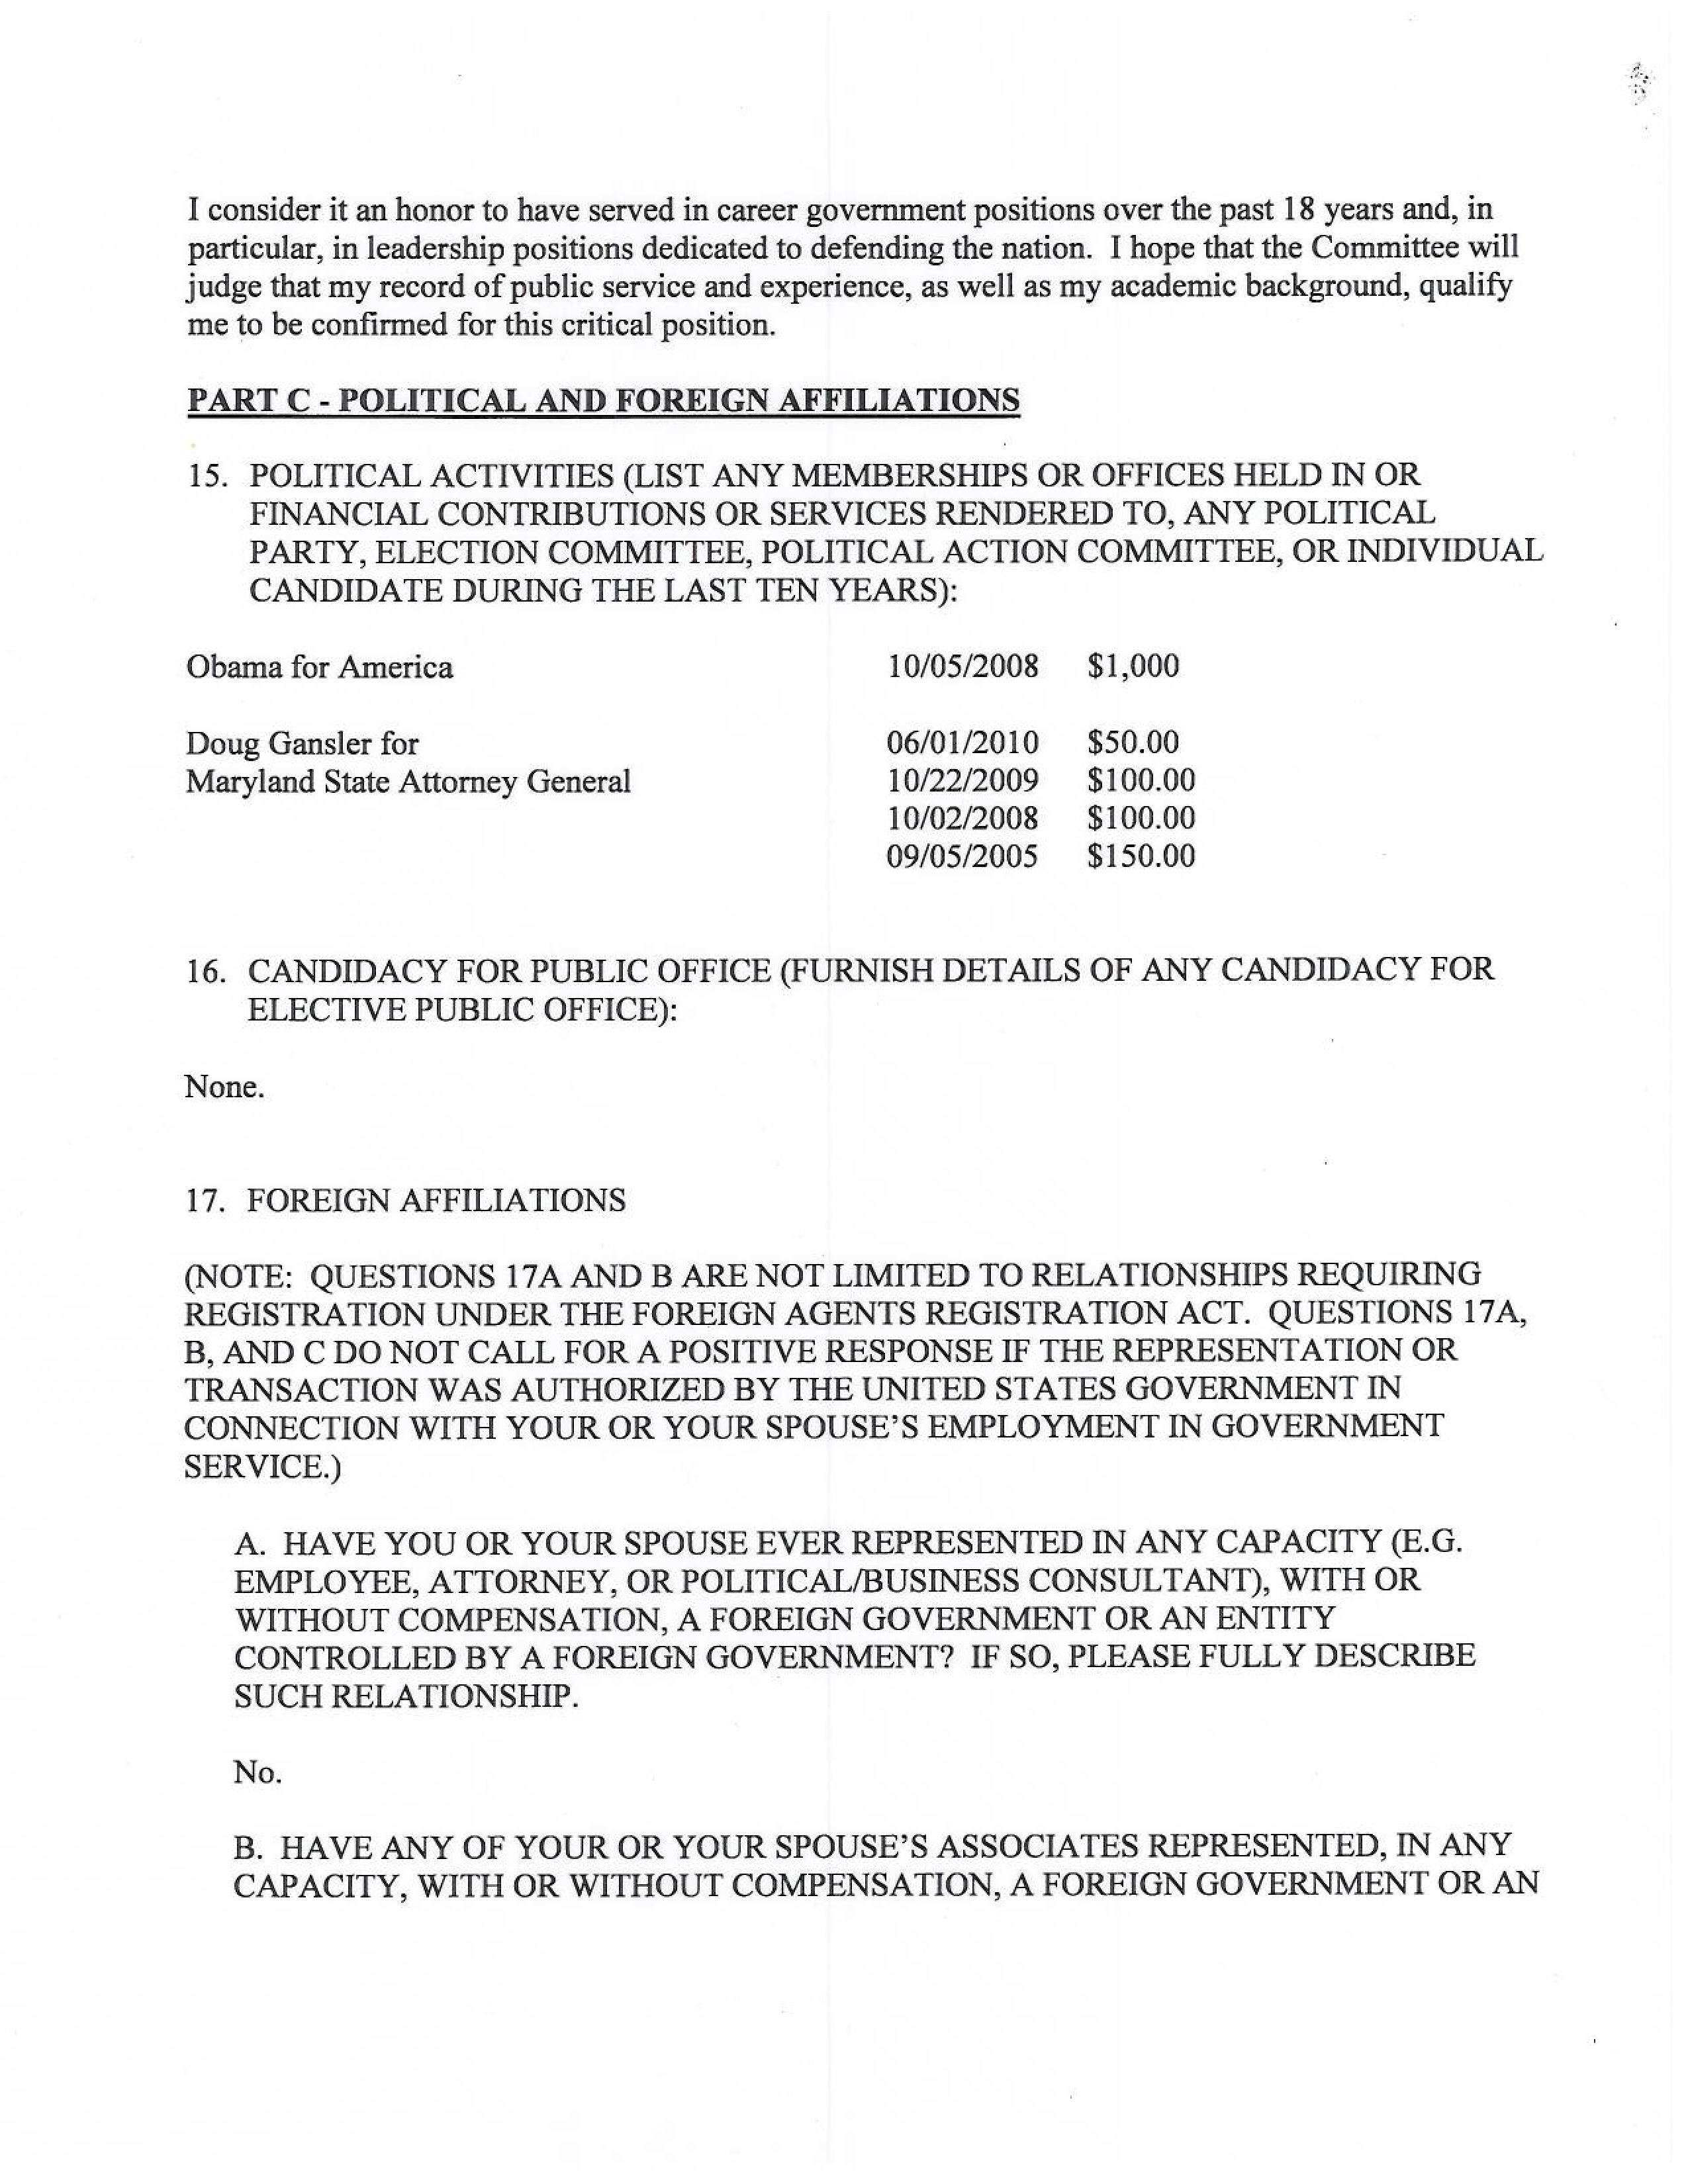 I consider it an honor to have served in career government positions over the past 18 years and, in
particular, in leadership positions dedicated to defending the nation.  I hope that the Committee will
judge that my record of public service and experience, as well as my academic background, qualify
me to be confirmed for this critical position.
PART C - POLITICAL AND FOREIGN AFFILIATIONS
15. POLITICAL ACTIVITIES (LIST ANY MEMBERSHIPS OR OFFICES HELD IN OR
FINANCIAL CONTRIBUTIONS OR SERVICES RENDERED TO, ANY POLITICAL
PARTY, ELECTION COMMITTEE, POLITICAL ACTION COMMITTEE, OR INDIVIDUAL
CANDIDATE DURING THE LAST TEN YEARS):
Obama for America 10/05/2008 $1,000
Doug Gansler for 06/01/2010 $50.00
Maryland State Attorney General 10/22/2009 $100.00
10/02/2008 $100.00
09/05/2005 $150.00
16. CANDIDACY FOR PUBLIC OFFICE (FURNISH DETAILS OF ANY CANDIDACY FOR
ELECTIVE PUBLIC OFFICE):
None.
17. FOREIGN AFFILIATIONS
(NOTE: QUESTIONS 17A AND B ARE NOT LIMITED TO RELATIONSHIPS REQUIRING
REGISTRATION UNDER THE FOREIGN AGENTS REGISTRATION ACT. QUESTIONS 17A,
B, AND C DO NOT CALL FOR A POSITIVE RESPONSE IF THE REPRESENTATION OR
TRANSACTION WAS AUTHORIZED BY THE UNITED STATES GOVERNMENT IN
CONNECTION WITH YOUR OR YOUR SPOUSE'S EMPLOYMENT IN GOVERNMENT
SERVICE.)
A. HAVE YOU OR YOUR SPOUSE EVER REPRESENTED IN ANY CAPACITY (E.G.
EMPLOYEE, ATTORNEY, OR POLITICAL/BUSINESS CONSULTANT), WITH OR
WITHOUT COMPENSATION, A FOREIGN GOVERNMENT OR AN ENTITY
CONTROLLED BY A FOREIGN GOVERNMENT? IF SO, PLEASE FULLY DESCRIBE
SUCH RELATIONSHIP.
No.
B. HAVE ANY OF YOUR OR YOUR SPOUSE'S ASSOCIATES REPRESENTED, IN ANY
CAPACITY, WITH OR WITHOUT COMPENSATION, A FOREIGN GOVERNMENT OR AN